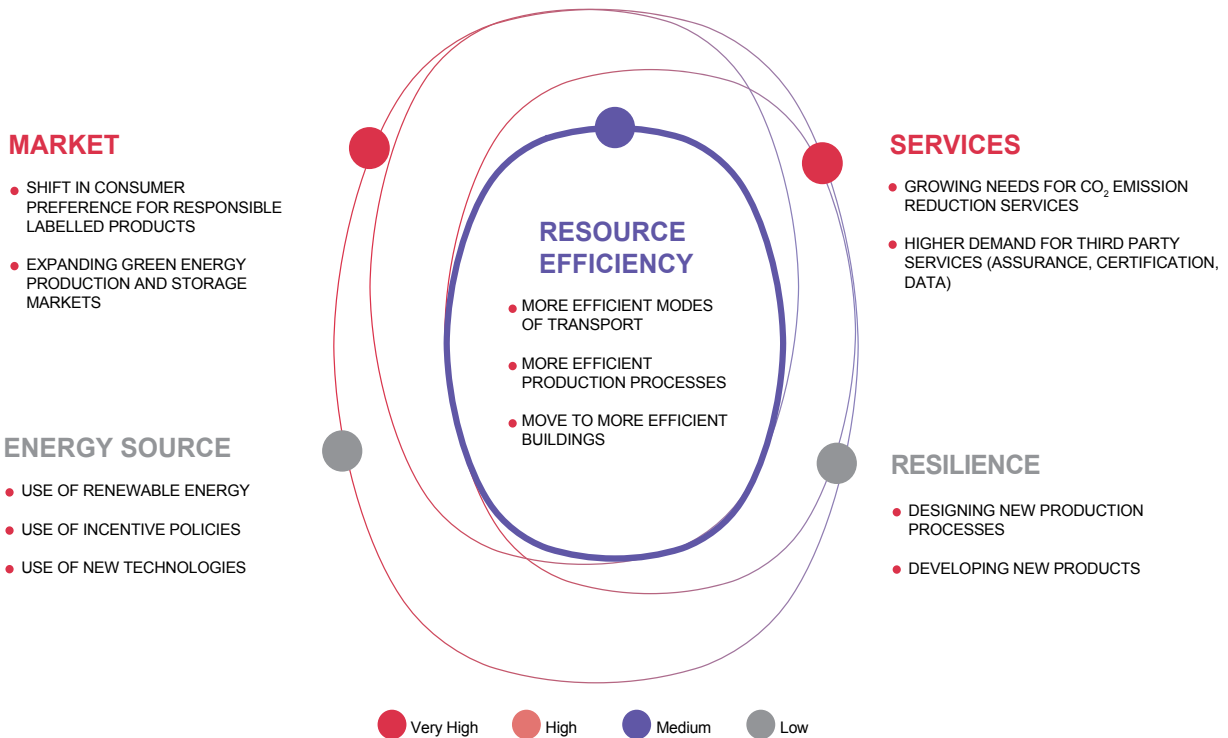 MARKET
SHIFT IN CONSUMER
PREFERENCE FOR RESPONSIBLE
LABELLED PRODUCTS
EXPANDING GREEN ENERGY
PRODUCTION AND STORAGE
MARKETS
ENERGY SOURCE
USE OF RENEWABLE ENERGY
USE OF INCENTIVE POLICIES
USE OF NEW TECHNOLOGIES
RESOURCE
EFFICIENCY
MORE EFFICIENT MODES
OF TRANSPORT
MORE EFFICIENT
PRODUCTION PROCESSES
MOVE TO MORE EFFICIENT
BUILDINGS
SERVICES
GROWING NEEDS FOR CO₂ EMISSION
REDUCTION SERVICES
HIGHER DEMAND FOR THIRD PARTY
SERVICES (ASSURANCE, CERTIFICATION,
DATA)
RESILIENCE
DESIGNING NEW PRODUCTION
PROCESSES
DEVELOPING NEW PRODUCTS
Very High
High
Medium
Low